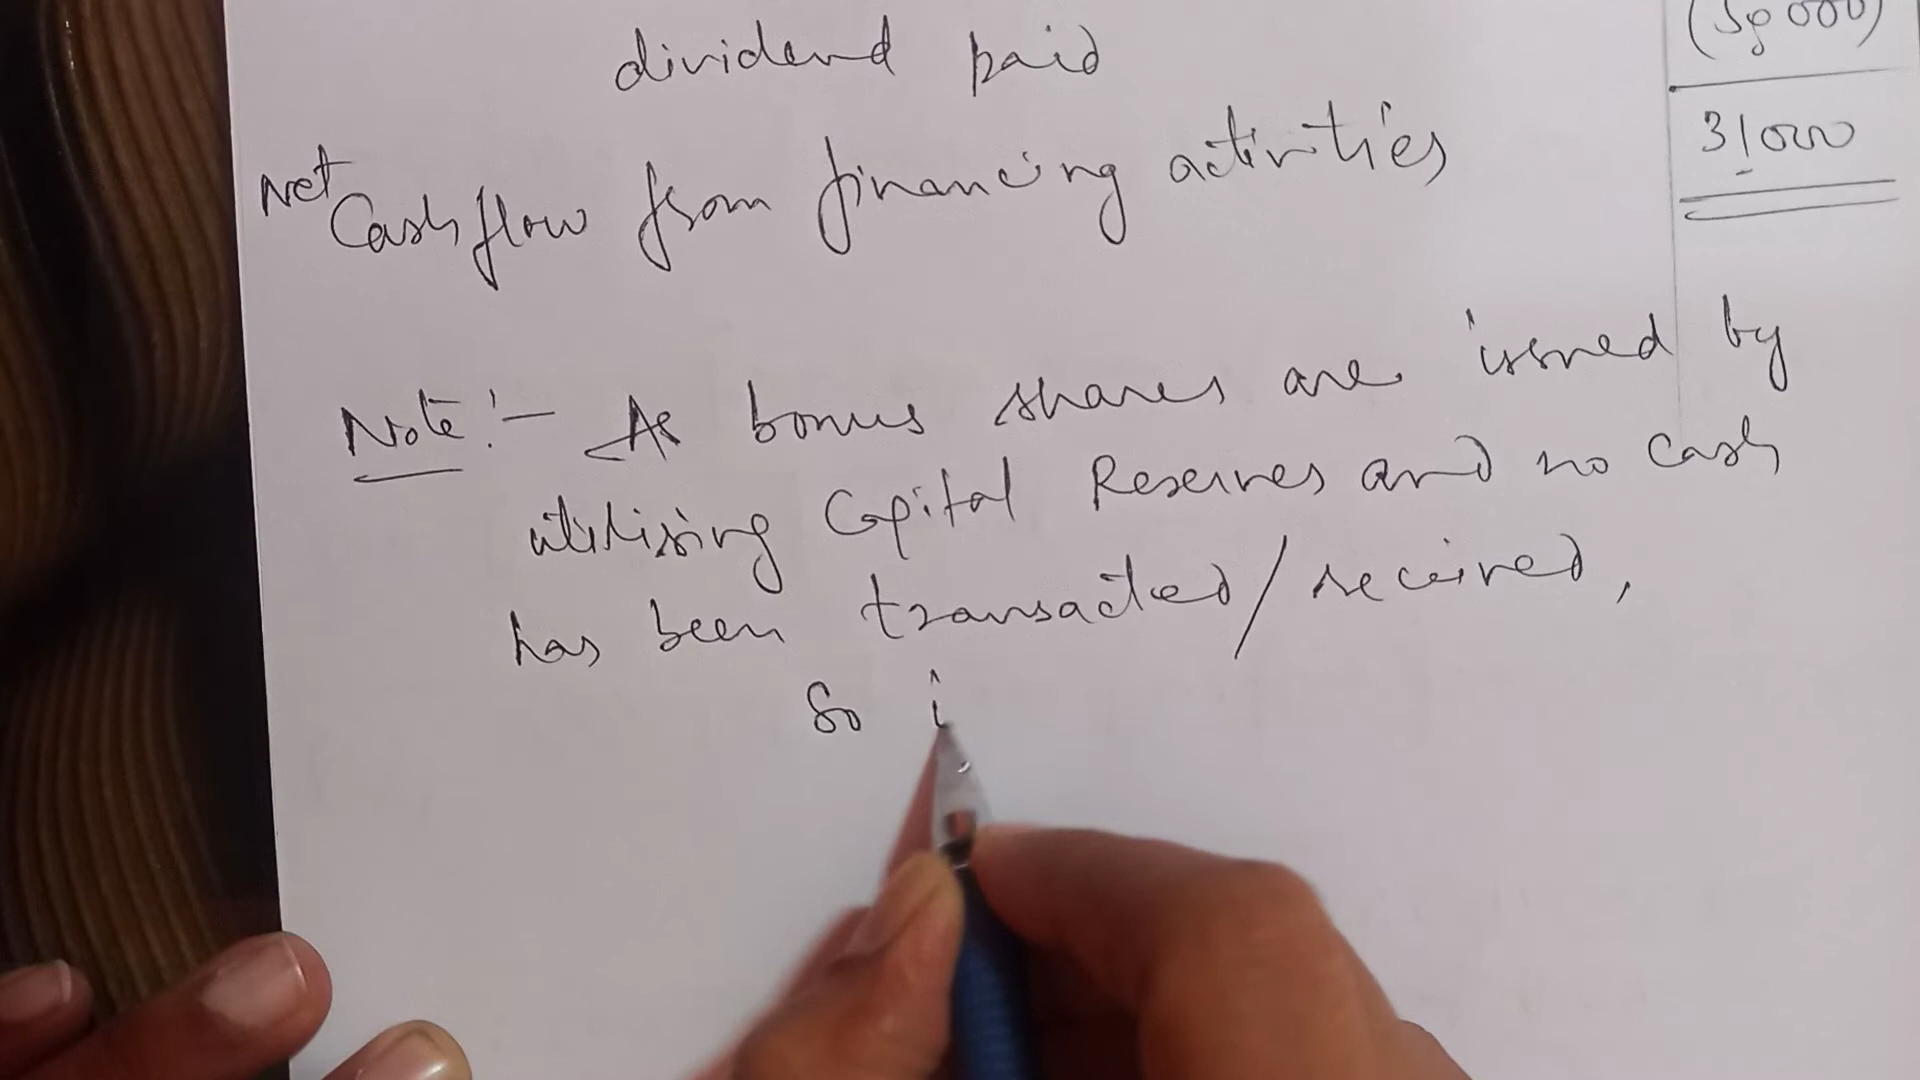 dividend paid
Net Cash flow from financing activities
31000
Note:- As bonus shares are issued by
utilising Capital Reserves and no cash
has been transacted/received,
So i